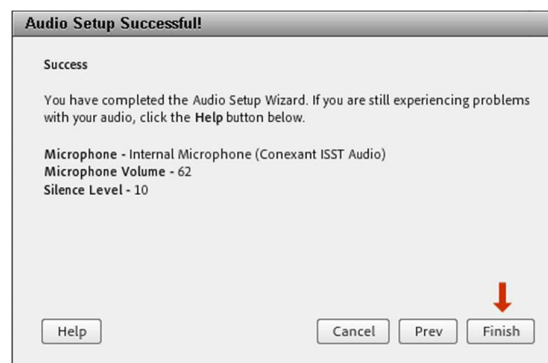 Audio Setup Successful!
Success
You have completed the Audio Setup Wizard. If you are still experiencing problems
with your audio, click the Help button below.
Microphone - Internal Microphone (Conexant ISST Audio)
Microphone Volume - 62
Silence Level - 10
Help Cancel Prev Finish